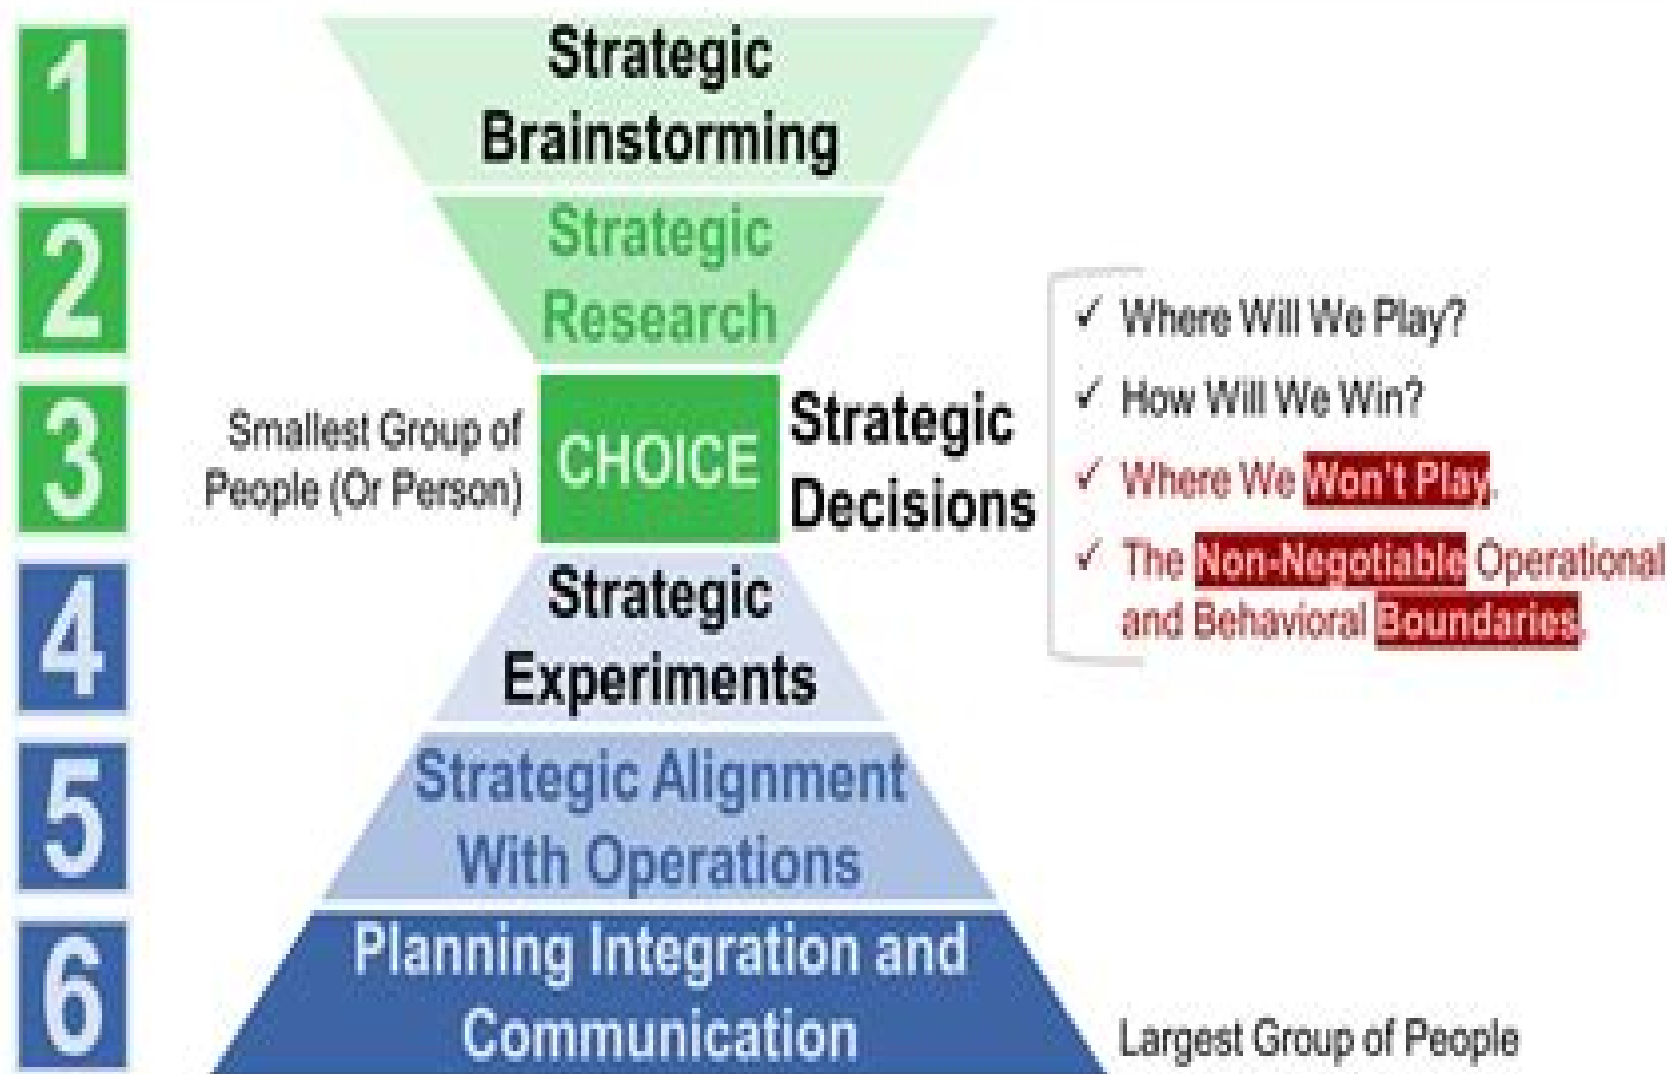 1
Strategic
Brainstorming
2
Strategic
Research
3
Smallest Group of
People (Or Person)
CHOICE
Strategic
Decisions
✓ Where Will We Play?
✓ How Will We Win?
✓ Where We Won't Play.
✓ The Non-Negotiable Operational
and Behavioral Boundaries.
4
Strategic
Experiments
5
Strategic Alignment
With Operations
6
Planning Integration and
Communication
Largest Group of People